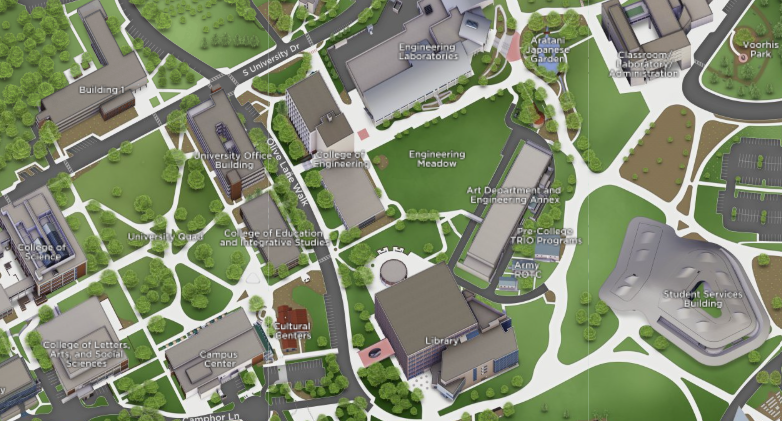 S University Dr
Engineering
Laboratories
Aratani
Japanese
Garden
Voorhis
Park
Classroom/
Laboratory/
Administration
Building 1
University Office
Building
Olive Lane Walk
College of
Engineering
Engineering
Meadow
Art Department and
Engineering Annex
College of
Science
University Quad
College of Education
and Integrative Studies
Pre-College
TRIO Programs
Army
ROTC
Student Services
Building
Cultural
Centers
College of Letters,
Arts, and Social
Sciences
Campus
Center
Library
Camphor Ln